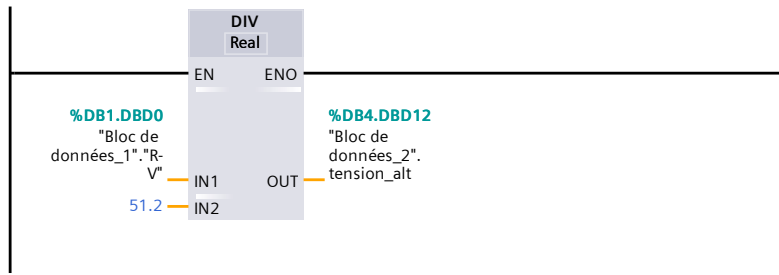 DIV
Real
EN ENO
%DB1.DBD0
"Bloc de
données_1"."R-
V"
IN1
51.2
IN2
%DB4.DBD12
"Bloc de
données_2".
tension_alt
OUT